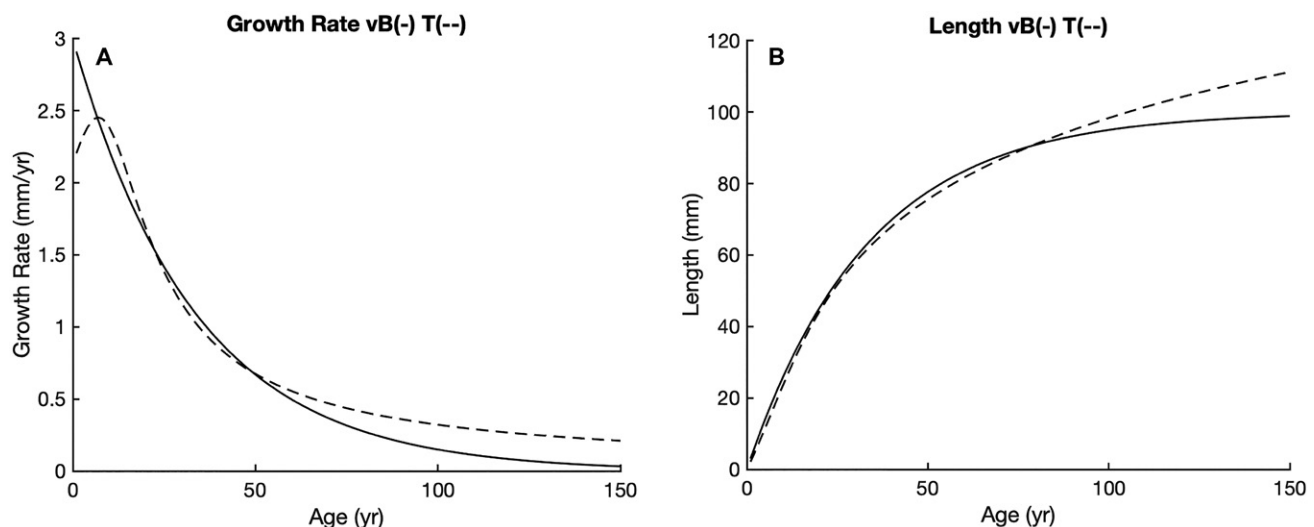 Growth Rate vB(-) T(--)
A
3
2.5
2
1.5
1
0.5
0
0
50
100
150
Growth Rate (mm/yr)
Age (yr)
Length vB(-) T(--)
B
120
100
80
60
40
20
0
0
50
100
150
Length (mm)
Age (yr)